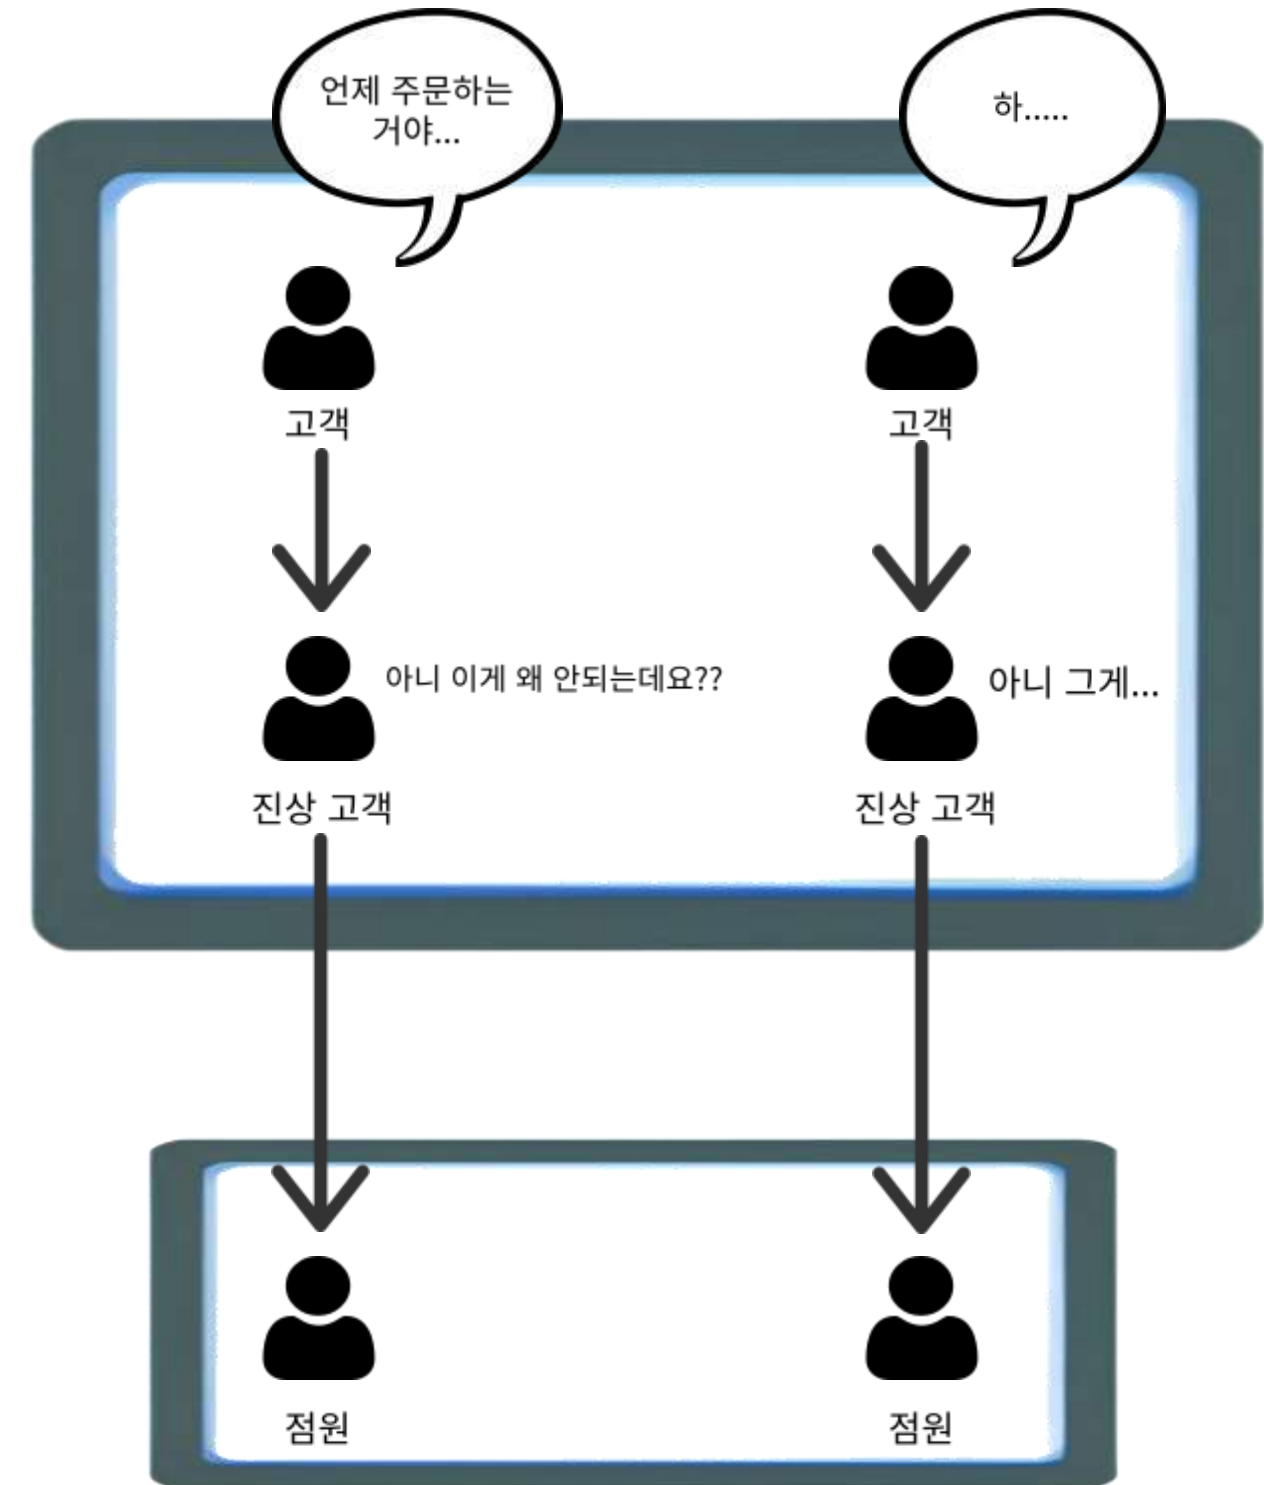 언제 주문하는
거야...
하.....
고객
고객
아니 이게 왜 안되는데요??
아니 그게...
진상 고객
진상 고객
점원
점원